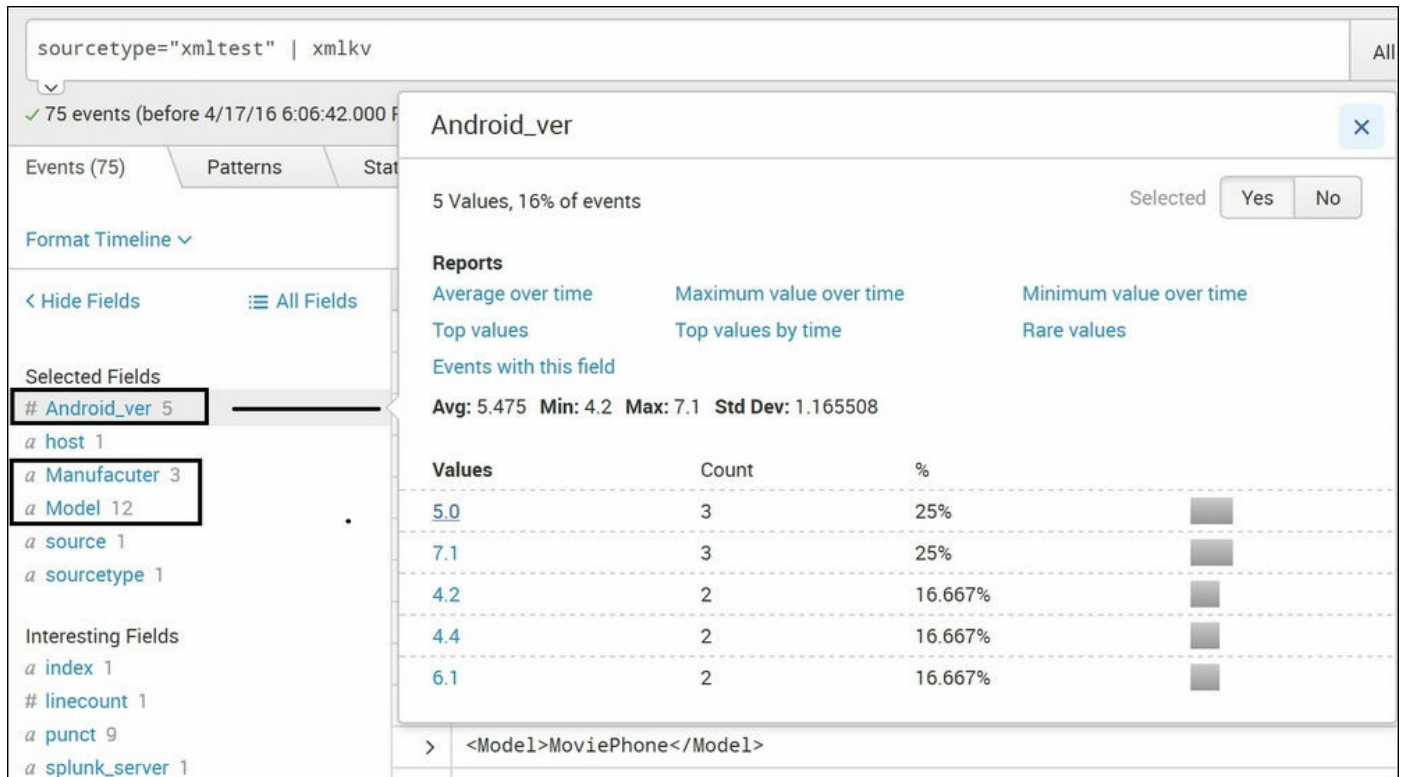 sourcetype="xmltest" | xmlkv
All
75 events (before 4/17/16 6:06:42.000
Events (75) Patterns Stat
Format Timeline
< Hide Fields All Fields
Selected Fields
# Android_ver 5
a host 1
a Manufacuter 3
a Model 12
a source 1
a sourcetype 1
Interesting Fields
a index 1
# linecount 1
a punct 9
a splunk_server 1
Android_ver
5 Values, 16% of events
Selected Yes No
Reports
Average over time Maximum value over time Minimum value over time
Top values Top values by time Rare values
Events with this field
Avg: 5.475 Min: 4.2 Max: 7.1 Std Dev: 1.165508
Values Count %
5.0 3 25%
7.1 3 25%
4.2 2 16.667%
4.4 2 16.667%
6.1 2 16.667%
> <Model>MoviePhone</Model>